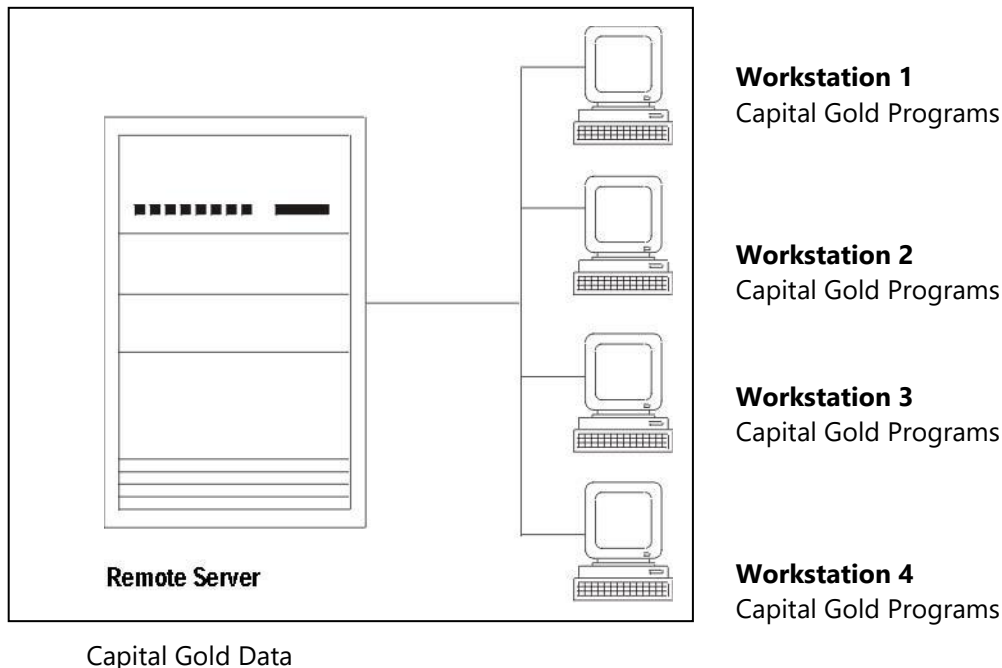 Workstation 1
Capital Gold Programs
Workstation 2
Capital Gold Programs
Workstation 3
Capital Gold Programs
Workstation 4
Capital Gold Programs
Remote Server
Capital Gold Data